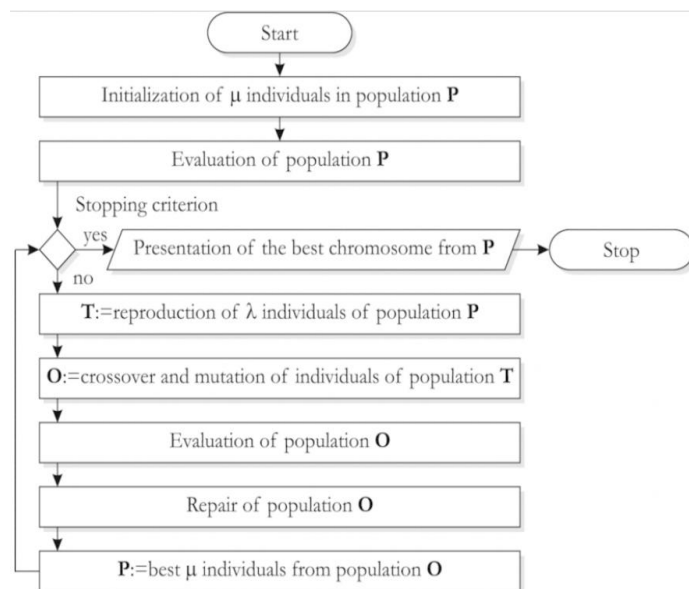 Start
Initialization of μ individuals in population P
Evaluation of population P
Stopping criterion
yes
Presentation of the best chromosome from P
Stop
no
T:=reproduction of λ individuals of population P
O:=crossover and mutation of individuals of population T
Evaluation of population O
Repair of population O
P:=best μ individuals from population O